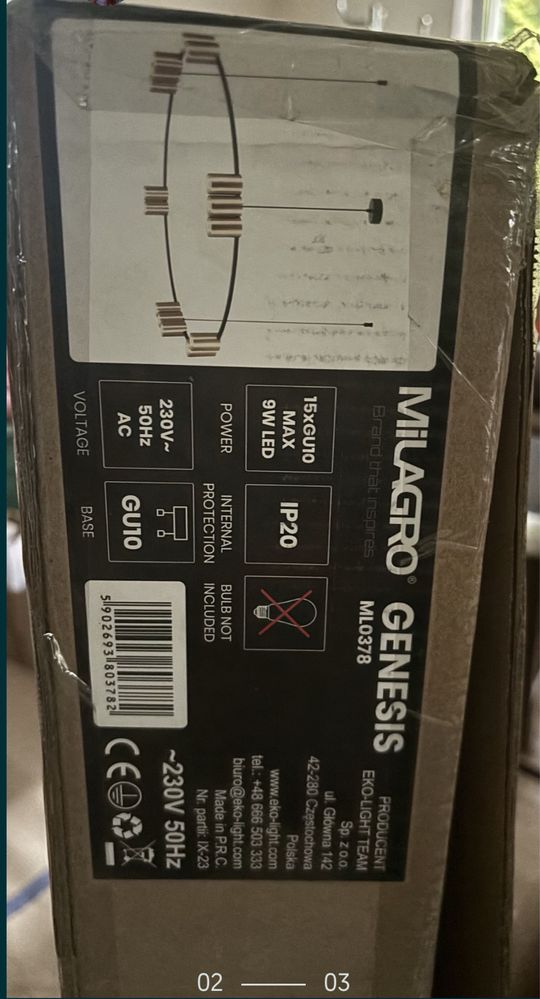 MiLAGRO®
Brand that inspires
GENESIS
ML0378
15xGU10
MAX
9W LED
POWER
IP20
INTERNAL
PROTECTION
BULB NOT
INCLUDED
230V~
50Hz
AC
VOLTAGE
GU10
BASE
5902693803782
PRODUCENT
EKO-LIGHT TEAM
Sp. z o.o.
ul. Główna 142
42-280 Częstochowa
Polska
www.eko-light.com
tel.: +48 666 503 333
biuro@eko-light.com
Made in P.R.C.
Nr. partii: IX-23
~230V 50Hz
CE
02
03